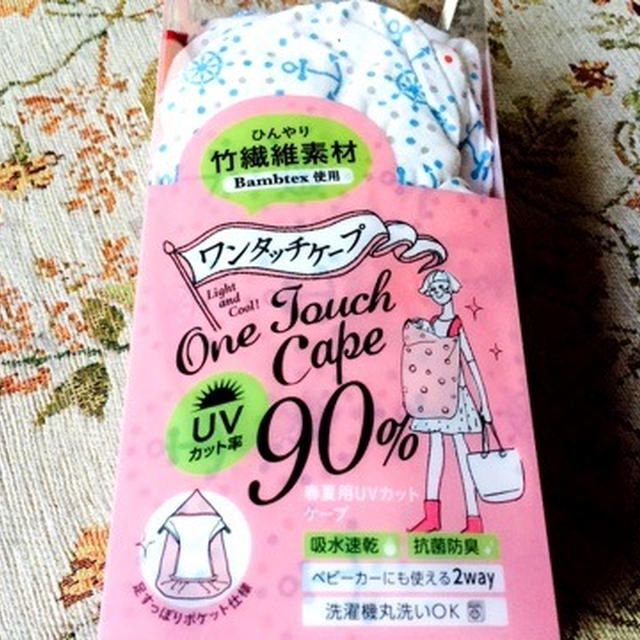 ひんやり
竹繊維素材
Bambtex 使用
ワンタッチケープ
Light
and
Cool!
One Touch
Cape
UV
カット率
90%
春夏用UVカット
ケープ
吸水速乾
抗菌防臭
ベビーカーにも使える2way
洗濯機丸洗いOK
足すっぽりポケット仕様